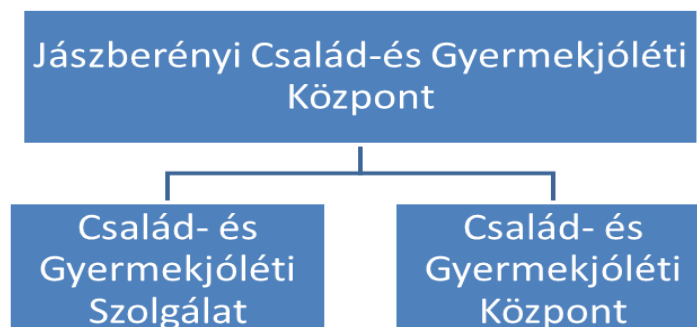 Jászberényi Család-és Gyermekjóléti
Központ
Család- és
Gyermekjóléti
Szolgálat
Család- és
Gyermekjóléti
Központ